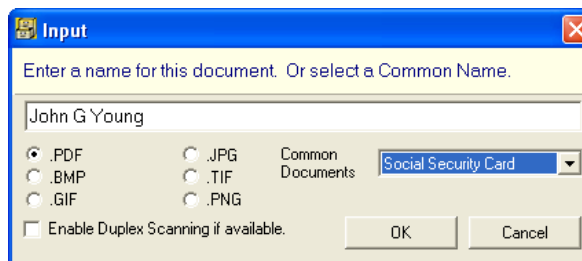 Input
Enter a name for this document. Or select a Common Name.
John G Young
.PDF .JPG Common Documents Social Security Card
.BMP .TIF
.GIF .PNG
Enable Duplex Scanning if available.
OK Cancel